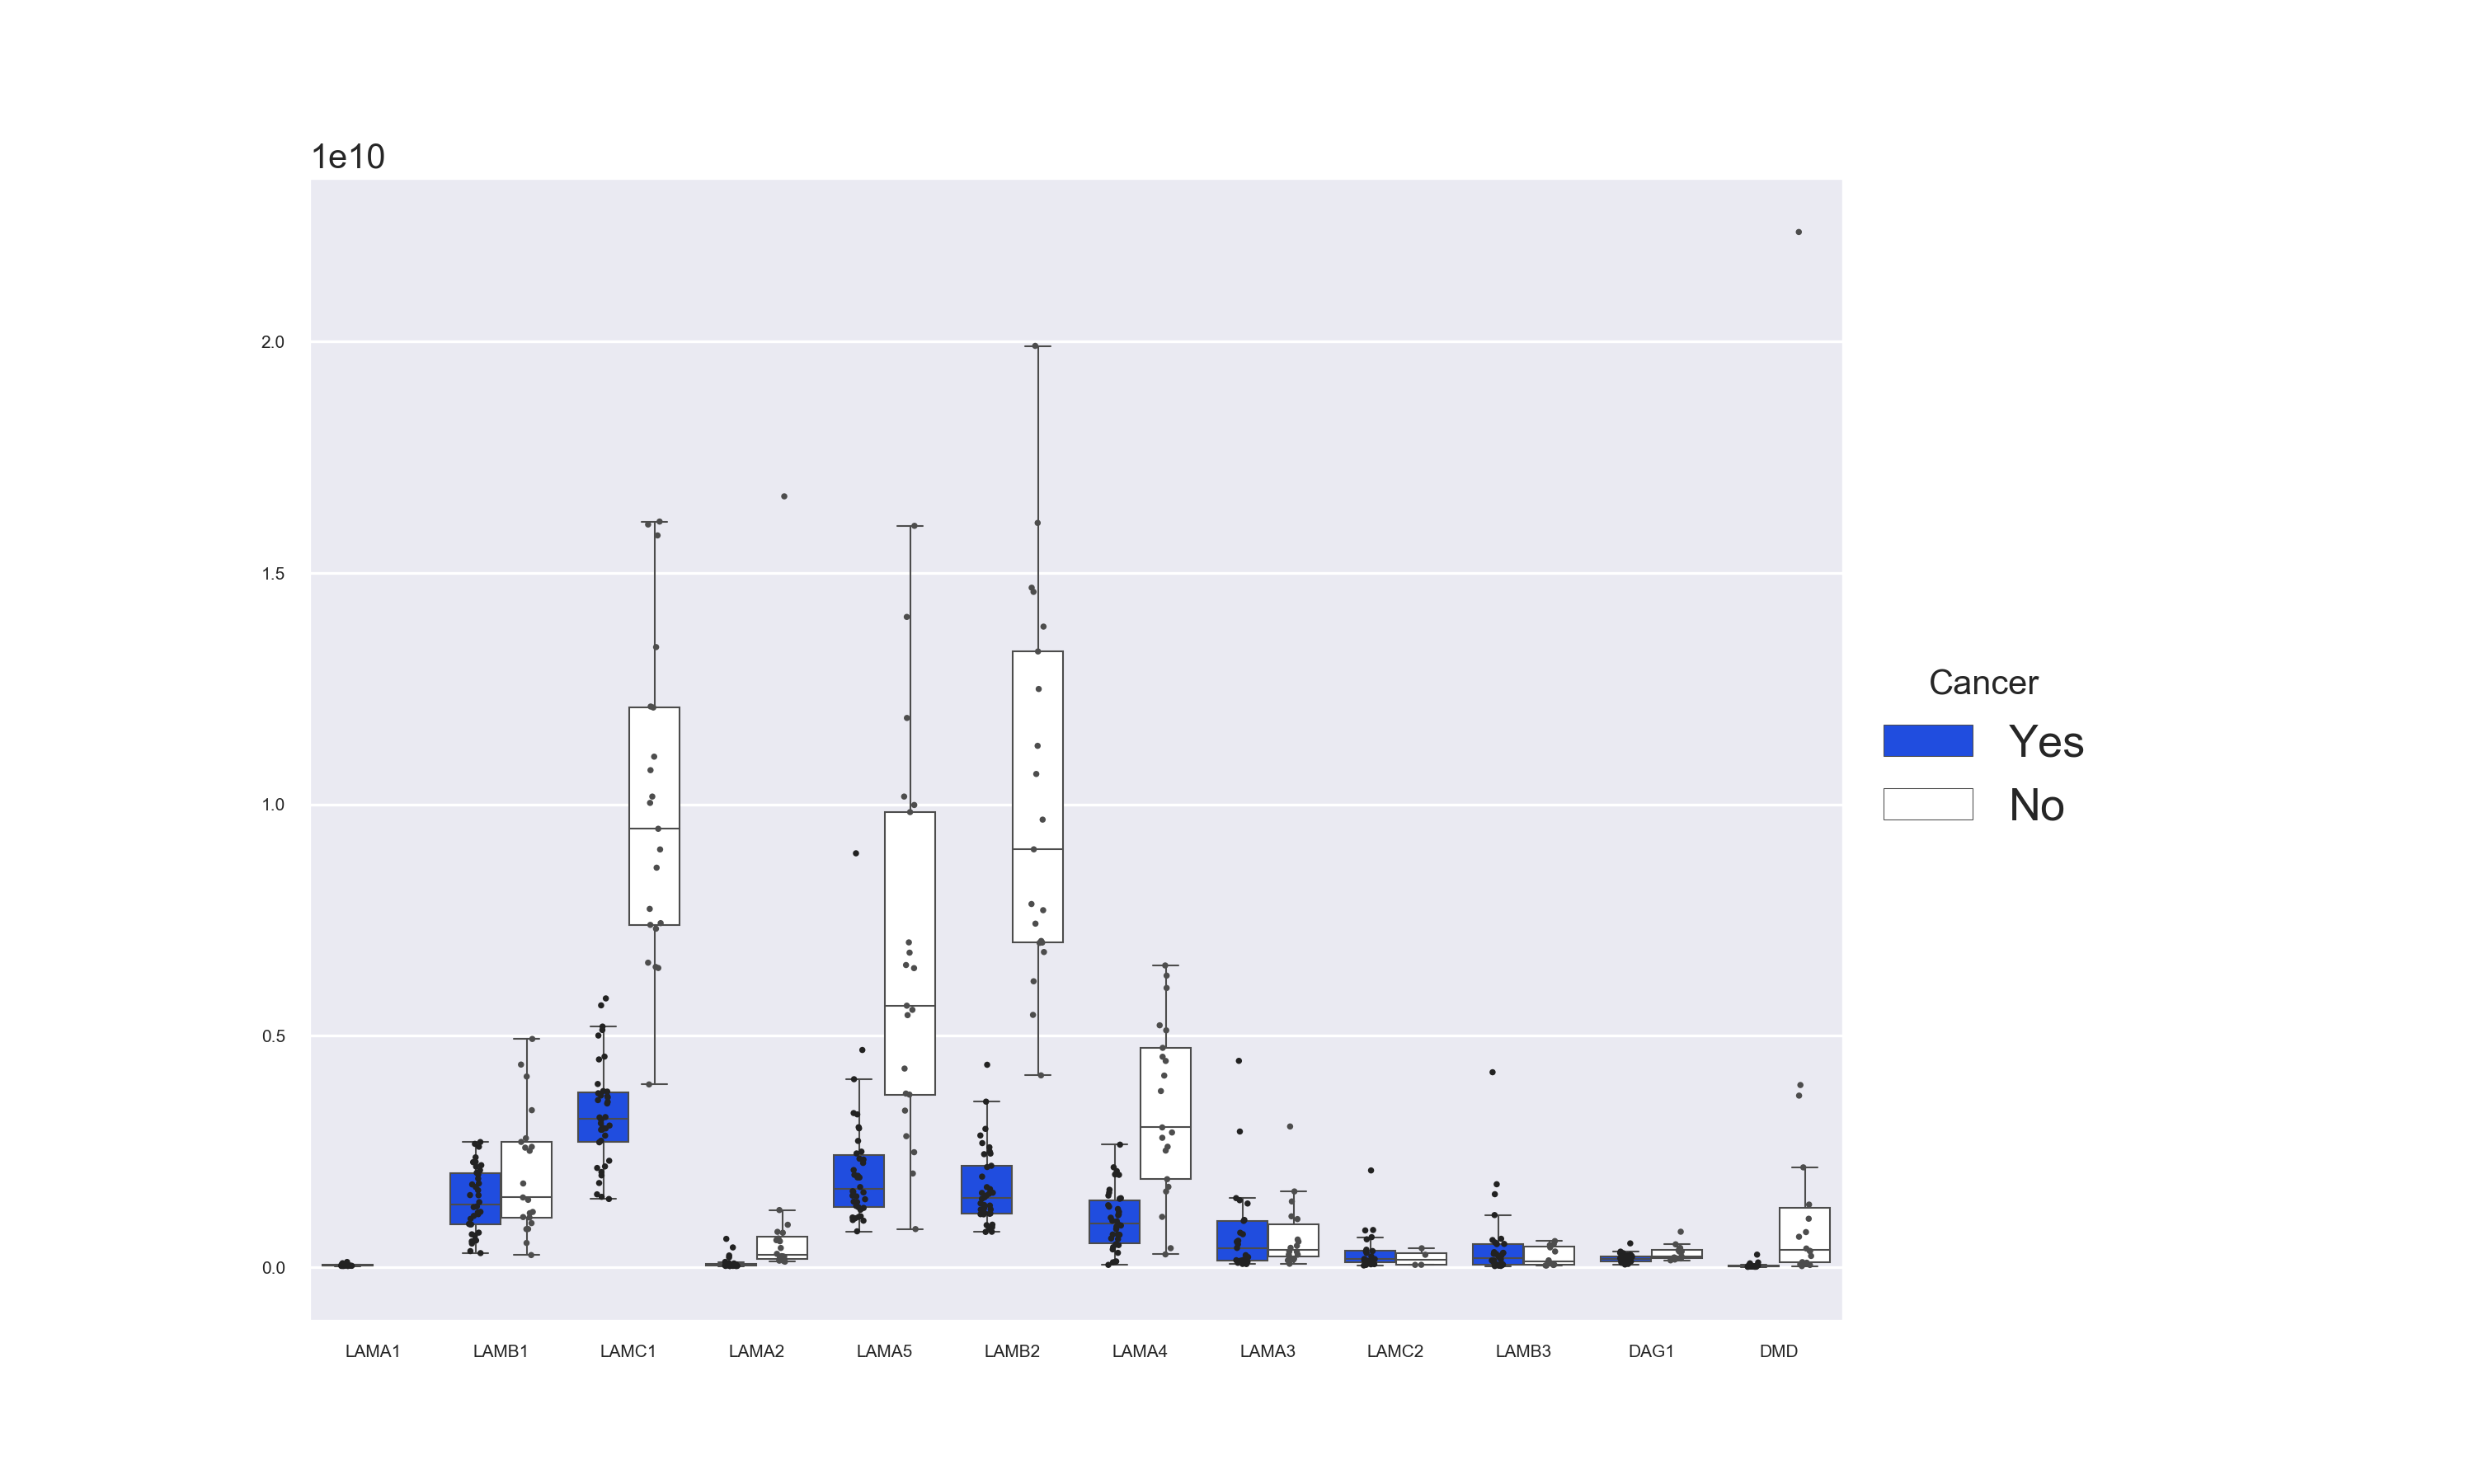 1e10
2.0
1.5
1.0
0.5
0.0
LAMA1 LAMB1 LAMC1 LAMA2 LAMA5 LAMB2 LAMA4 LAMA3 LAMC2 LAMB3 DAG1 DMD
Cancer
Yes
No